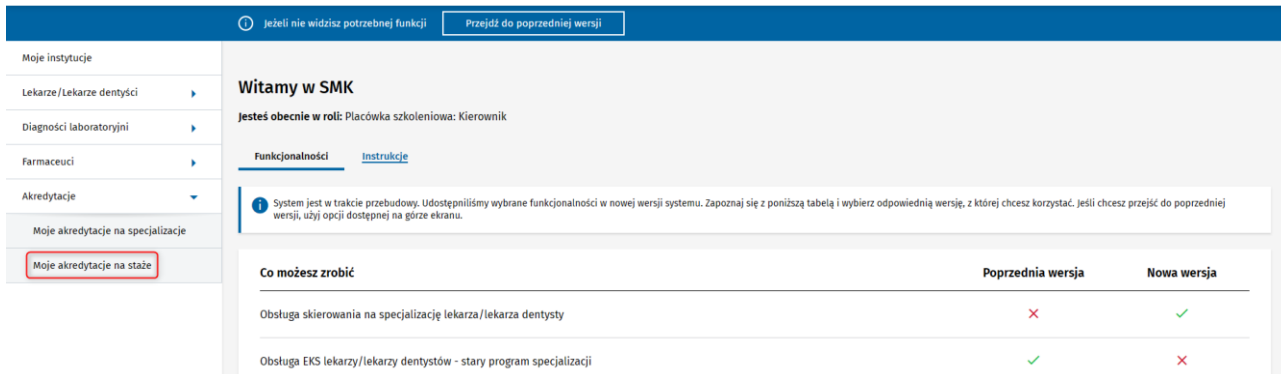 Jeżeli nie widzisz potrzebnej funkcji
Przejdź do poprzedniej wersji
Moje instytucje
Lekarze/Lekarze dentyści
Diagności laboratoryjni
Farmaceuci
Akredytacje
Moje akredytacje na specjalizacje
Moje akredytacje na staże
Witamy w SMK
Jesteś obecnie w roli: Placówka szkoleniowa: Kierownik
Funkcjonalności
Instrukcje
System jest w trakcie przebudowy. Udostępniliśmy wybrane funkcjonalności w nowej wersji systemu. Zapoznaj się z poniższą tabelą i wybierz odpowiednią wersję, z której chcesz korzystać. Jeśli chcesz przejść do poprzedniej
wersji, użyj opcji dostępnej na górze ekranu.
Co możesz zrobić Poprzednia wersja Nowa wersja
Obsługa skierowania na specjalizację lekarza/lekarza dentysty
Obsługa EKS lekarzy/lekarzy dentystów - stary program specjalizacji